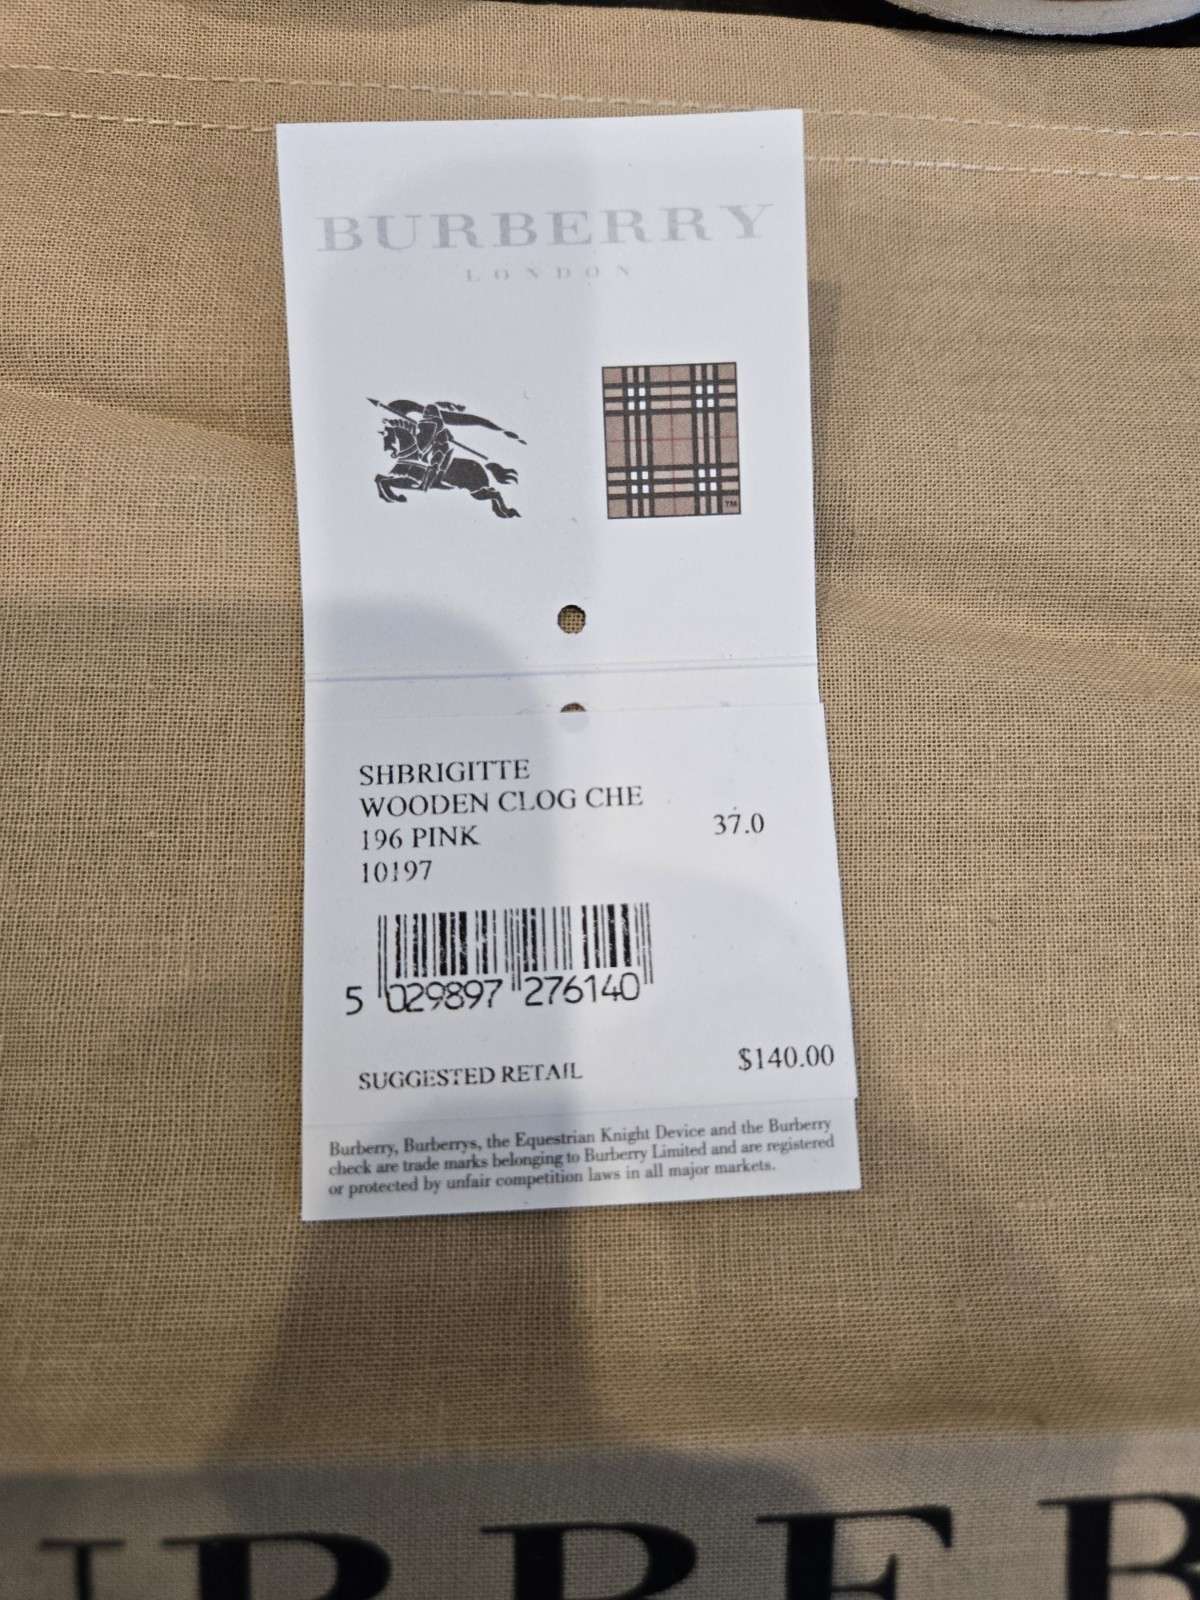 BURBERRY
LONDON
TM
SHBRIGITTE
WOODEN CLOG CHE
196 PINK
37.0
10197
5 029897 276140
SUGGESTED RETAIL
$140.00
Burberry, Burberrys, the Equestrian Knight Device and the Burberry
check are trade marks belonging to Burberry Limited and are registered
or protected by unfair competition laws in all major markets.